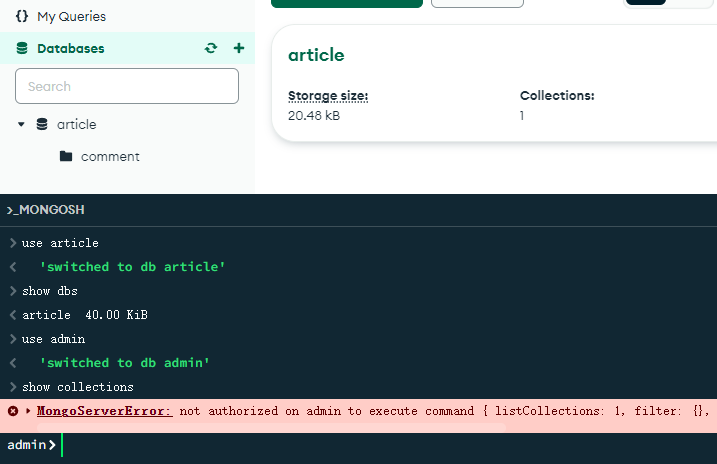 {} My Queries
Databases
Search
article
comment
article
Storage size:
20.48 kB
Collections:
1
>_MONGOSH
> use article
< 'switched to db article'
> show dbs
< article 40.00 KiB
> use admin
< 'switched to db admin'
> show collections
MongoServerError: not authorized on admin to execute command { listCollections: 1, filter: {},
admin>